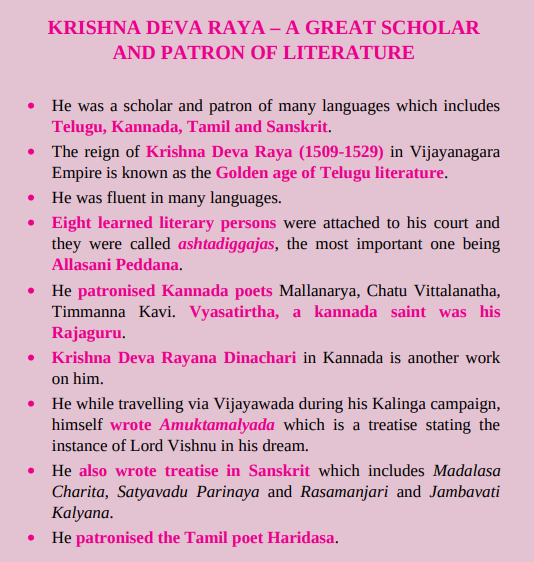 KRISHNA DEVA RAYA – A GREAT SCHOLAR
AND PATRON OF LITERATURE
• He was a scholar and patron of many languages which includes
Telugu, Kannada, Tamil and Sanskrit.
• The reign of Krishna Deva Raya (1509-1529) in Vijayanagara
Empire is known as the Golden age of Telugu literature.
• He was fluent in many languages.
• Eight learned literary persons were attached to his court and
they were called ashtadiggajas, the most important one being
Allasani Peddana.
• He patronised Kannada poets Mallanarya, Chatu Vittalanatha,
Timmanna Kavi. Vyasatirtha, a kannada saint was his
Rajaguru.
• Krishna Deva Rayana Dinachari in Kannada is another work
on him.
• He while travelling via Vijayawada during his Kalinga campaign,
himself wrote Amuktamalyada which is a treatise stating the
instance of Lord Vishnu in his dream.
• He also wrote treatise in Sanskrit which includes Madalasa
Charita, Satyavadu Parinaya and Rasamanjari and Jambavati
Kalyana.
• He patronised the Tamil poet Haridasa.